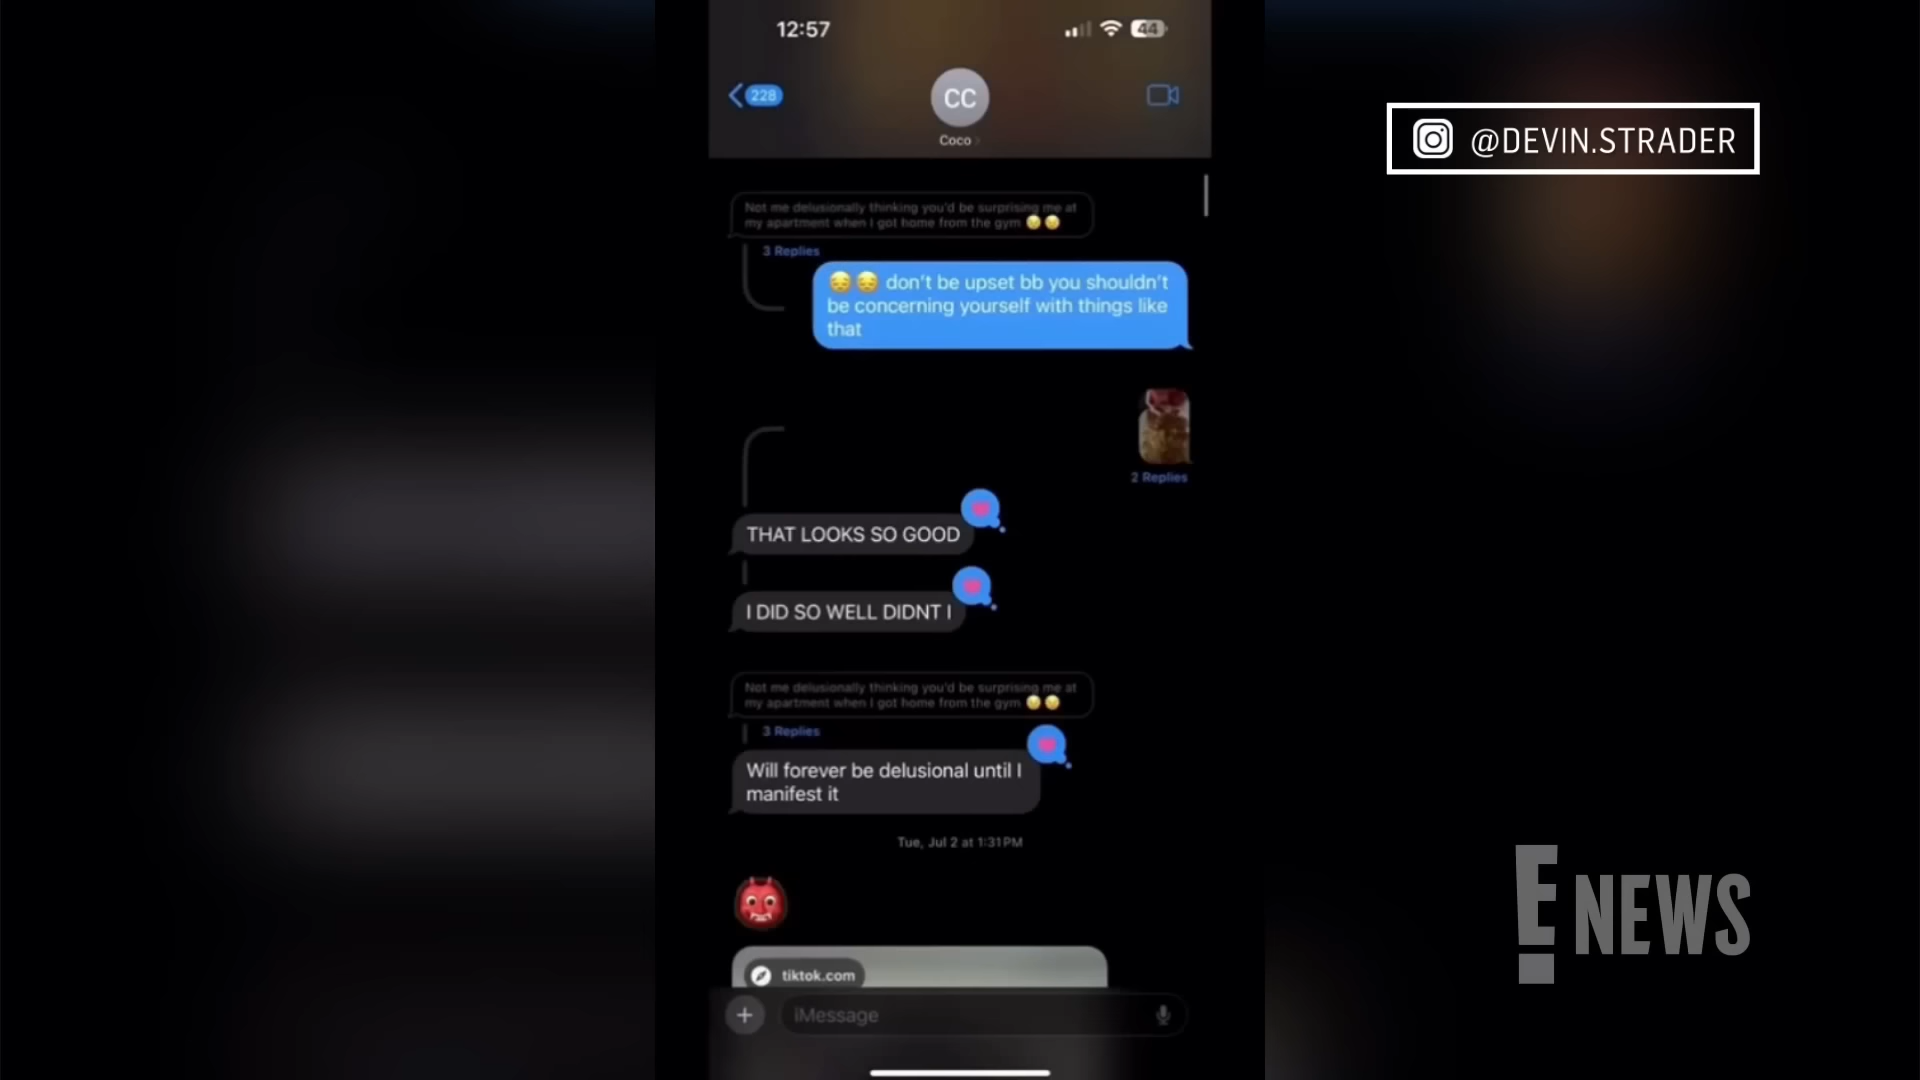 12:57
44
228
CC
Coco
@DEVIN.STRADER
Not me delusionally thinking you'd be surprising me at
my apartment when I got home from the gym 🥹🥹
3 Replies
😔😔 don't be upset bb you shouldn't
be concerning yourself with things like
that
2 Replies
THAT LOOKS SO GOOD
I DID SO WELL DIDNT I
Not me delusionally thinking you'd be surprising me at
my apartment when I got home from the gym 🥹🥹
3 Replies
Will forever be delusional until I
manifest it
Tue, Jul 2 at 1:31 PM
👹
tiktok.com
iMessage
E! NEWS